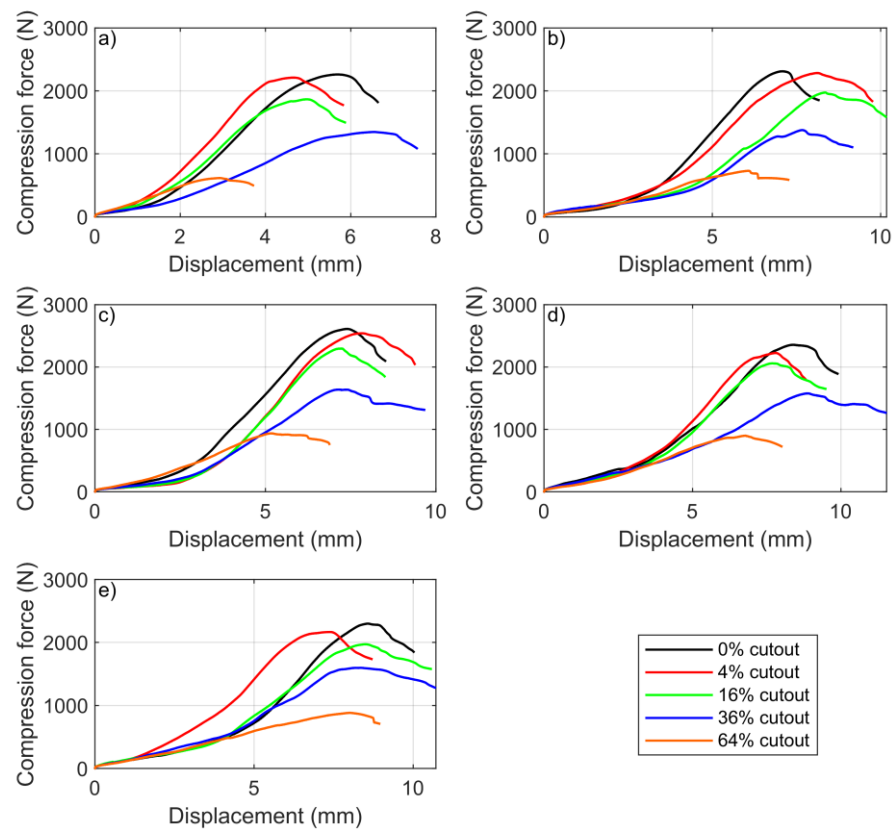 a)
Compression force (N)
3000
2000
1000
0
0 2 4 6 8
Displacement (mm)
b)
Compression force (N)
3000
2000
1000
0
0 5 10
Displacement (mm)
c)
Compression force (N)
3000
2000
1000
0
0 5 10
Displacement (mm)
d)
Compression force (N)
3000
2000
1000
0
0 5 10
Displacement (mm)
e)
Compression force (N)
3000
2000
1000
0
0 5 10
Displacement (mm)
0% cutout
4% cutout
16% cutout
36% cutout
64% cutout